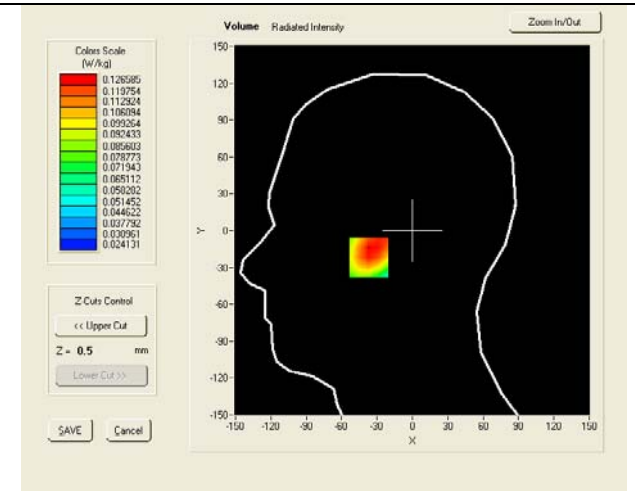 Volume Radiated Intensity
Zoom In/Out
Colors Scale
(W/kg)
0.126585
0.119754
0.112924
0.106094
0.099264
0.092433
0.085603
0.078773
0.071943
0.065112
0.058282
0.051452
0.044622
0.037792
0.030961
0.024131
Z-Cuts Control
<< Upper Cut
Z = 0.5 mm
Lower Cut >>
SAVE
Cancel
150
120
90
60
30
0
-30
-60
-90
-120
-150
Y
-150 -120 -90 -60 -30 0 30 60 90 120 150
X